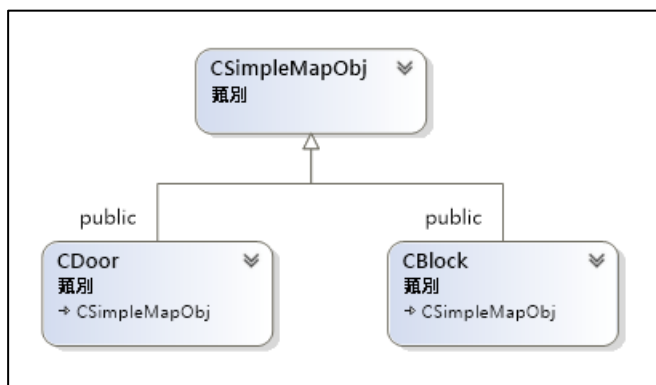 CSimpleMapObj
類別
public
public
CDoor
類別
CSimpleMapObj
CBlock
類別
CSimpleMapObj